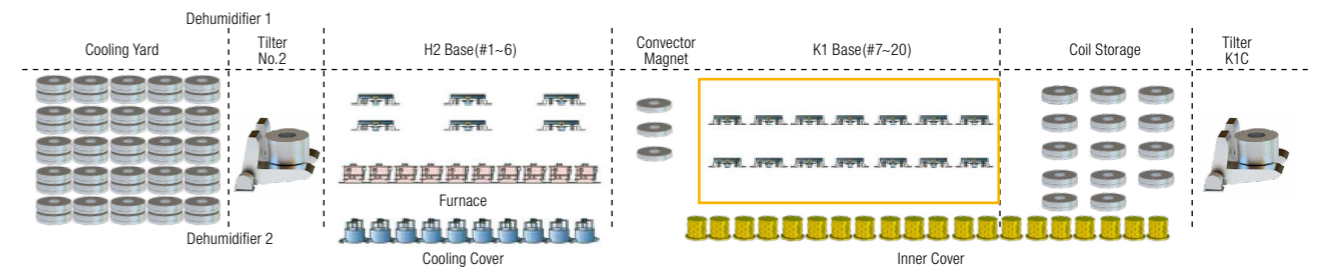 Dehumidifier 1
Cooling Yard
Tilter
No.2
H2 Base(#1~6)
Convector
Magnet
K1 Base(#7~20)
Coil Storage
Tilter
K1C
Furnace
Dehumidifier 2
Cooling Cover
Inner Cover